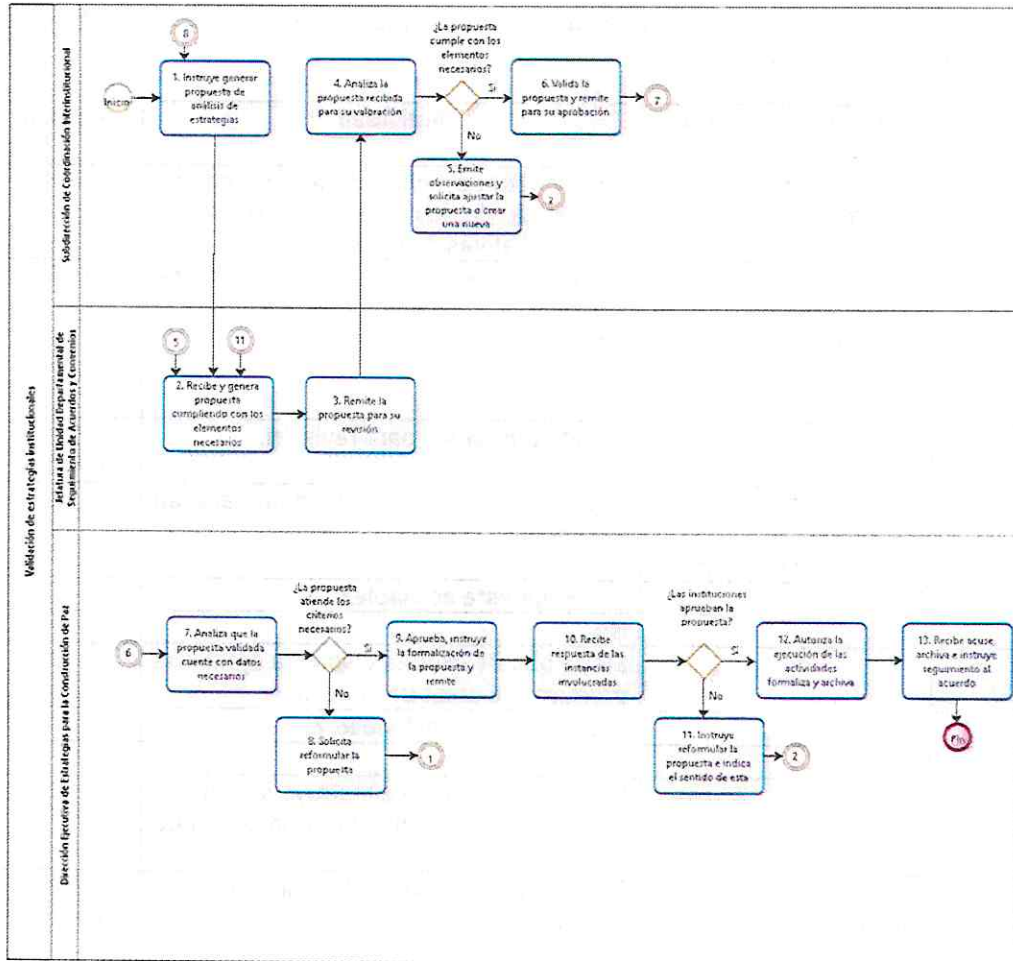 Validación de estrategias institucionales
Subdirección de Coordinación Interinstitucional
8
Inicio
1. Instruye generar
propuesta de
análisis de
estrategias
4. Analiza la
propuesta recibida
para su valoración
¿La propuesta
cumple con los
elementos
necesarios?
Si
No
6. Valida la
propuesta y remite
para su aprobación
7
5. Emite
observaciones y
solicita ajustar la
propuesta o crear
una nueva
2
Jefatura de Unidad Departamental de
Seguimiento de Acuerdos y Convenios
5
11
2. Recibe y genera
propuesta
cumpliendo con los
elementos
necesarios
3. Remite la
propuesta para su
revisión
Dirección Ejecutiva de Estrategias para la Construcción de Paz
6
7. Analiza que la
propuesta validada
cuente con datos
necesarios
¿La propuesta
atiende los
criterios
necesarios?
Si
No
8. Solicita
reformular la
propuesta
1
9. Aprueba, instruye
la formalización de
la propuesta y
remite
10. Recibe
respuesta de las
instancias
involucradas
¿Las instituciones
aprueban la
propuesta?
Si
No
11. Instruye
reformular la
propuesta e indica
el sentido de esta
2
12. Autoriza la
ejecución de las
actividades
formaliza y archiva
13. Recibe acuse,
archiva e instruye
seguimiento al
acuerdo
Fin